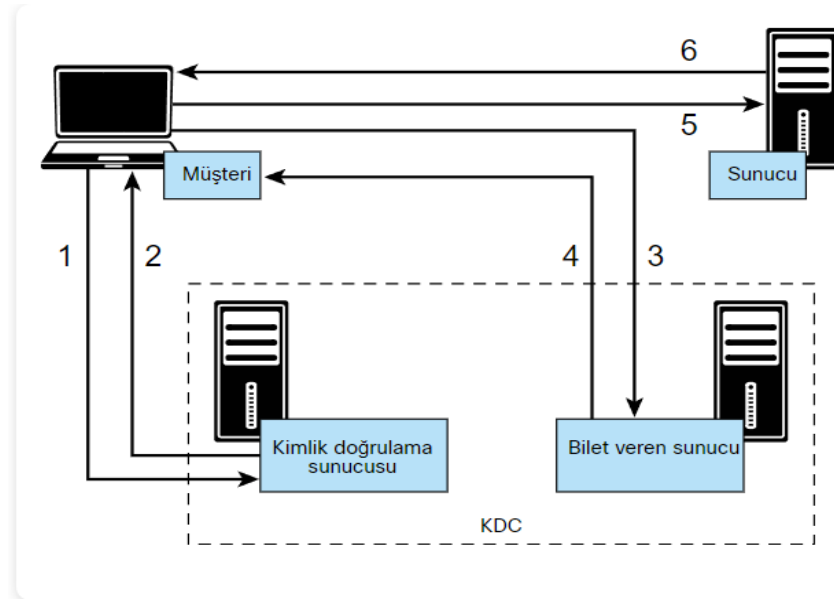 6
5
Müşteri
Sunucu
1
2
4
3
Kimlik doğrulama
sunucusu
Bilet veren sunucu
KDC